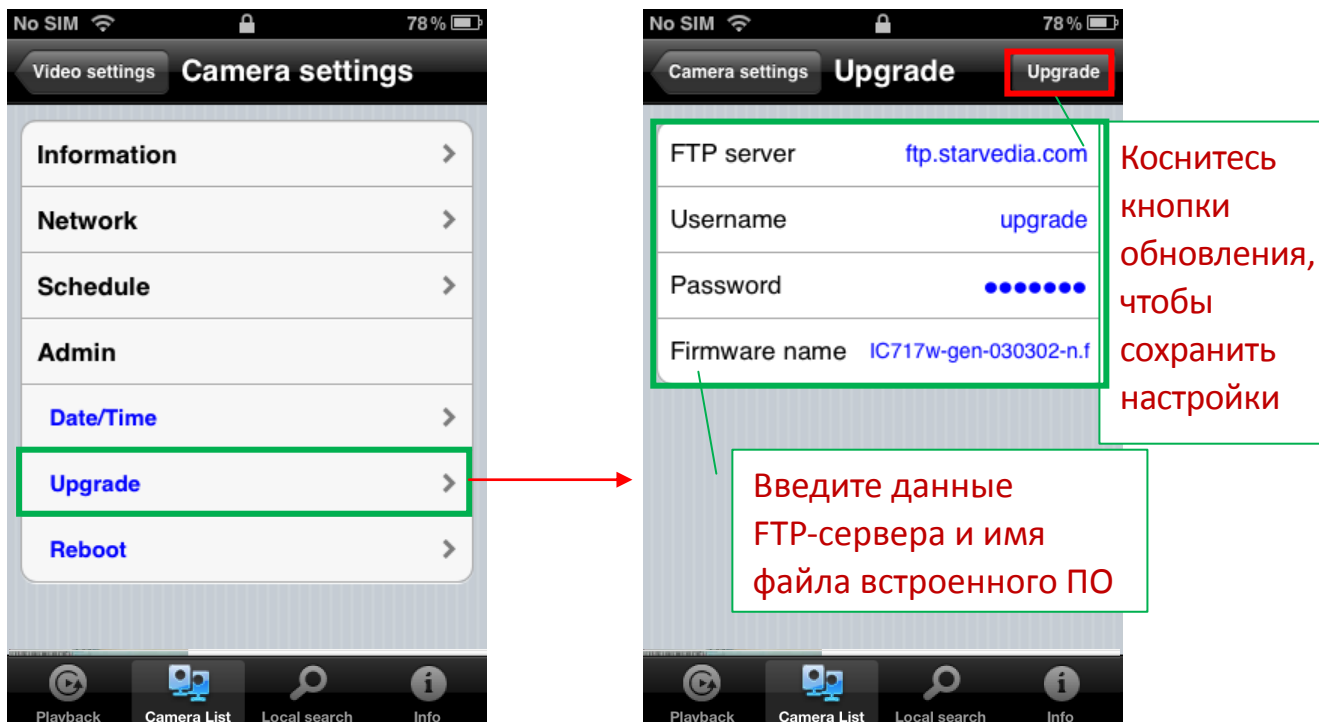 No SIM 78%
Video settings Camera settings
Information
Network
Schedule
Admin
Date/Time
Upgrade
Reboot
Playback Camera List Local search Info
No SIM 78%
Camera settings Upgrade Upgrade
FTP server ftp.starvedia.com
Username upgrade
Password •••••••
Firmware name IC717w-gen-030302-n.f
Коснитесь
кнопки
обновления,
чтобы
сохранить
настройки
Введите данные
FTP-сервера и имя
файла встроенного ПО
Playback Camera List Local search Info